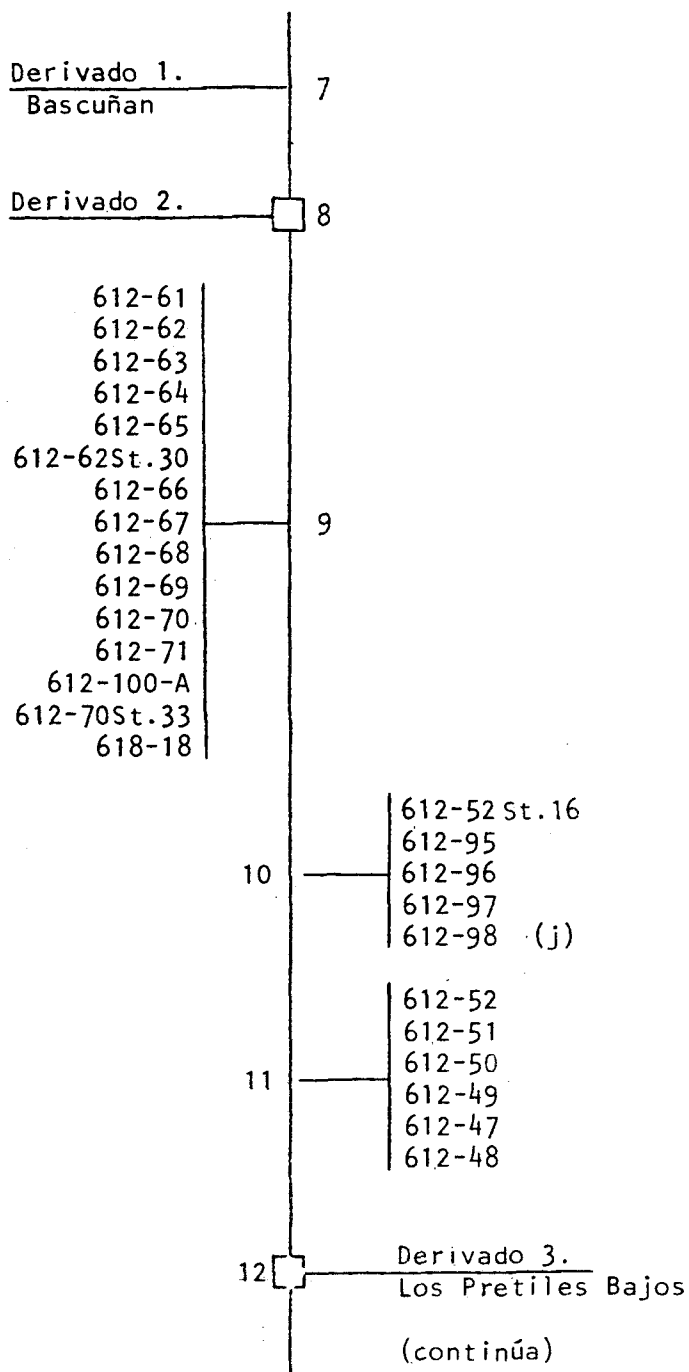 Derivado 1.
Bascuñan
7
Derivado 2.
8
612-61
612-62
612-63
612-64
612-65
612-62St.30
612-66
612-67
612-68
612-69
612-70
612-71
612-100-A
612-70St.33
618-18
9
10
612-52 St.16
612-95
612-96
612-97
612-98 (j)
11
612-52
612-51
612-50
612-49
612-47
612-48
12
Derivado 3.
Los Pretiles Bajos
(continúa)